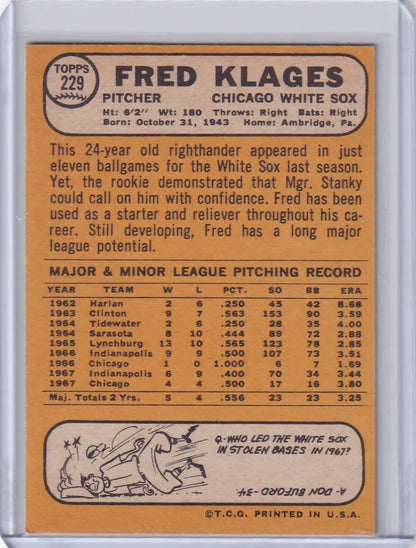 TOPPS
229
FRED KLAGES
PITCHER CHICAGO WHITE SOX
Ht: 6'2" Wt: 180 Throws: Right Bats: Right
Born: October 31, 1943 Home: Ambridge, Pa.
This 24-year old righthander appeared in just
eleven ballgames for the White Sox last season.
Yet, the rookie demonstrated that Mgr. Stanky
could call on him with confidence. Fred has been
used as a starter and reliever throughout his ca-
reer. Still developing, Fred has a long major
league potential.
MAJOR & MINOR LEAGUE PITCHING RECORD
YEAR TEAM W L PCT. SO BB ERA
1962 Harlan 2 6 .250 45 42 8.68
1963 Clinton 9 7 .563 153 90 3.59
1964 Tidewater 2 6 .250 28 35 4.00
1964 Sarasota 8 10 .444 89 72 2.88
1965 Lynchburg 13 10 .565 123 78 2.85
1966 Indianapolis 9 9 .500 107 73 3.51
1966 Chicago 1 0 1.000 6 7 1.69
1967 Indianapolis 6 9 .400 70 34 3.44
1967 Chicago 4 4 .500 17 16 3.80
Maj. Totals 2 Yrs. 5 4 .556 23 23 3.25
Q-WHO LED THE WHITE SOX
IN STOLEN BASES IN 1967?
A- DON BUFORD-34
©T.C.G. PRINTED IN U.S.A.